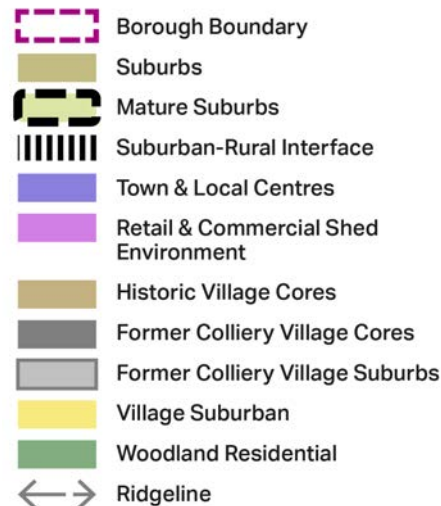 Borough Boundary
Suburbs
Mature Suburbs
Suburban-Rural Interface
Town & Local Centres
Retail & Commercial Shed
Environment
Historic Village Cores
Former Colliery Village Cores
Former Colliery Village Suburbs
Village Suburban
Woodland Residential
Ridgeline